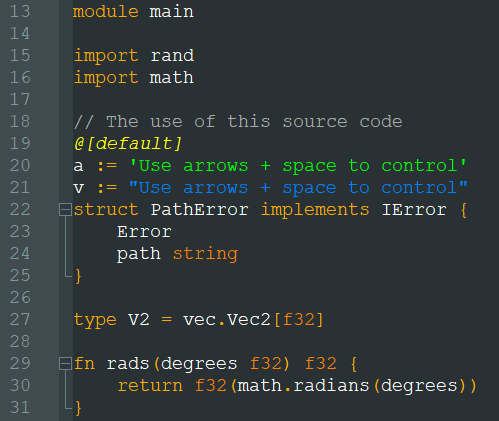 13 module main
14
15 import rand
16 import math
17
18 // The use of this source code
19 @[default]
20 a := 'Use arrows + space to control'
21 v := "Use arrows + space to control"
22 struct PathError implements IError {
23     Error
24     path string
25 }
26
27 type V2 = vec.Vec2[f32]
28
29 fn rads(degrees f32) f32 {
30     return f32(math.radians(degrees))
31 }